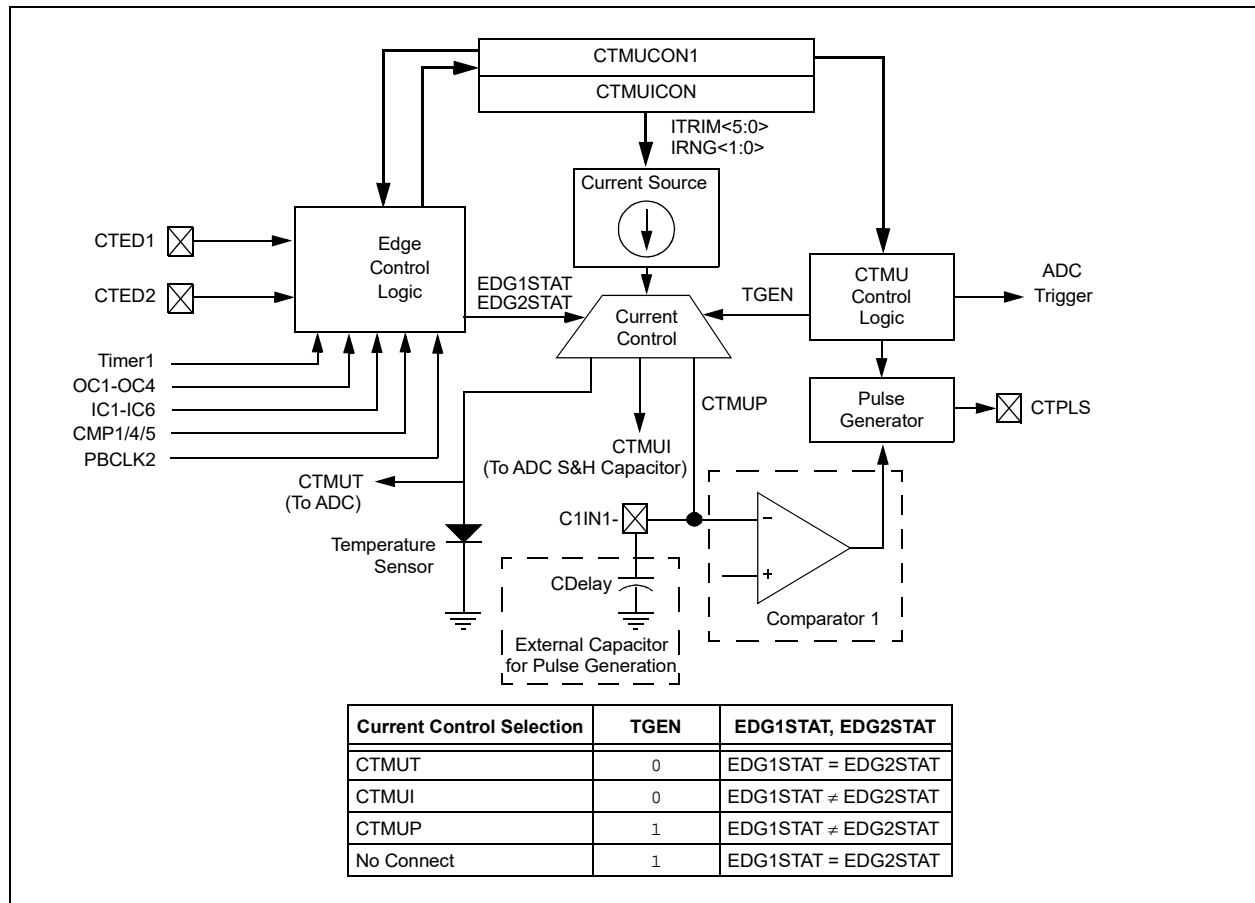 CTMUCON1
CTMUICON
ITRIM<5:0>
IRNG<1:0>
Current Source
CTED1
CTED2
Edge
Control
Logic
EDG1STAT
EDG2STAT
Current
Control
TGEN
CTMU
Control
Logic
ADC
Trigger
Timer1
OC1-OC4
IC1-IC6
CMP1/4/5
PBCLK2
CTMUP
Pulse
Generator
CTPLS
CTMUI
(To ADC S&H Capacitor)
CTMUT
(To ADC)
C1IN1-
–
+
Temperature
Sensor
CDelay
Comparator 1
External Capacitor
for Pulse Generation
Current Control Selection TGEN EDG1STAT, EDG2STAT
CTMUT 0 EDG1STAT = EDG2STAT
CTMUI 0 EDG1STAT ≠ EDG2STAT
CTMUP 1 EDG1STAT ≠ EDG2STAT
No Connect 1 EDG1STAT = EDG2STAT